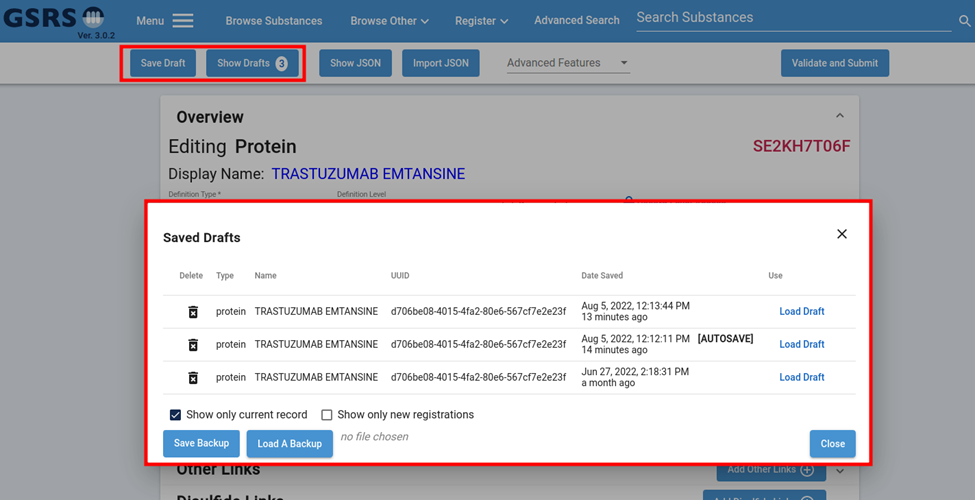 GSRS
Ver. 3.0.2
Menu Browse Substances Browse Other Register Advanced Search Search Substances
Save Draft Show Drafts 3 Show JSON Import JSON Advanced Features Validate and Submit
Overview
Editing Protein SE2KH7T06F
Display Name: TRASTUZUMAB EMTANSINE
Definition Type * Definition Level
Saved Drafts
Delete Type Name UUID Date Saved Use
protein TRASTUZUMAB EMTANSINE d706be08-4015-4fa2-80e6-567cf7e2e23f Aug 5, 2022, 12:13:44 PM Load Draft
13 minutes ago
protein TRASTUZUMAB EMTANSINE d706be08-4015-4fa2-80e6-567cf7e2e23f Aug 5, 2022, 12:12:11 PM [AUTOSAVE] Load Draft
14 minutes ago
protein TRASTUZUMAB EMTANSINE d706be08-4015-4fa2-80e6-567cf7e2e23f Jun 27, 2022, 2:18:31 PM Load Draft
a month ago
Show only current record Show only new registrations
Save Backup Load A Backup no file chosen Close
Other Links Add Other Links
Disulfide Links